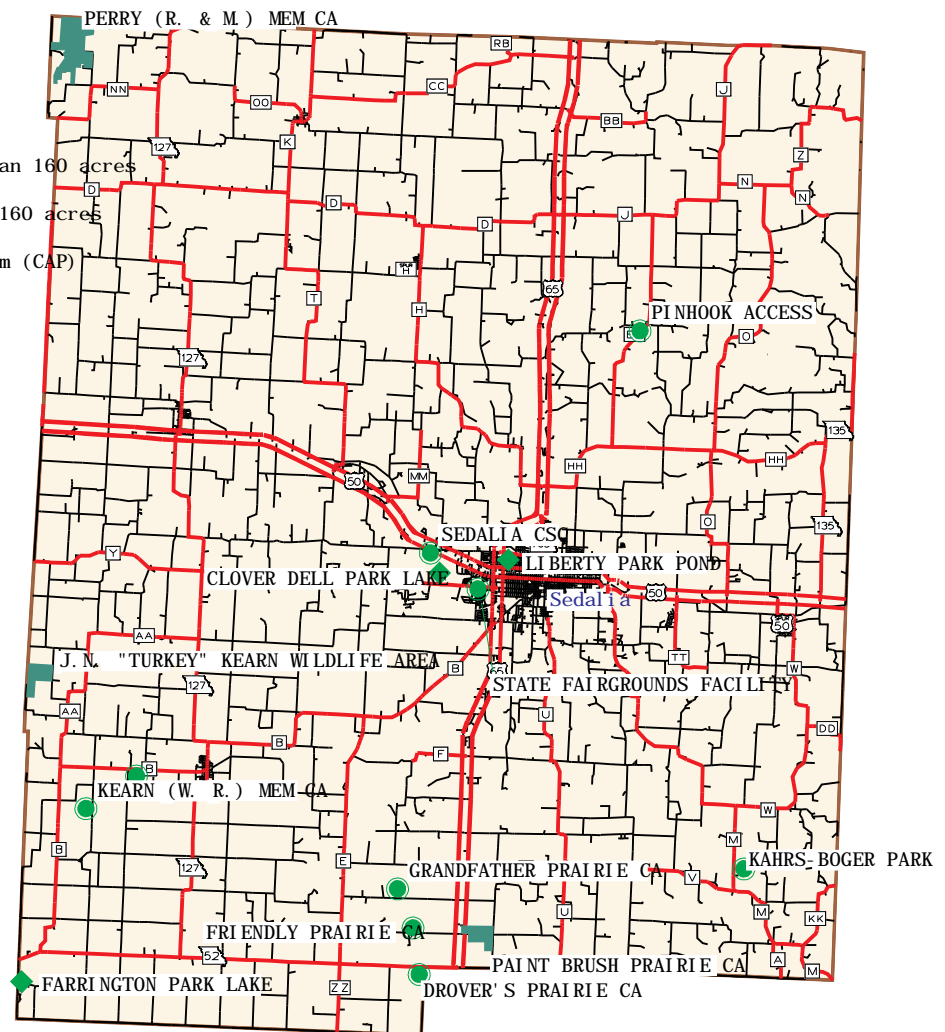 PERRY (R. & M.) MEM CA
RB
CC
J
NN
OO
BB
K
127
Z
an 160 acres
D
N
N
D
160 acres
D
J
m (CAP)
H
65
T
H
PINHOOK ACCESS
O
127
135
HH
HH
MM
50
O
135
SEDALIA CSC
Y
LIBERTY PARK POND
CLOVER DELL PARK LAKE
50
Sedalia
50
AA
TT
J.N. "TURKEY" KEARN WILDLIFE AREA
B
65
W
127
STATE FAIRGROUNDS FACILITY
AA
U
DD
B
F
B
KEARN (W. R.) MEM CA
W
M
B
E
KAHRS-BOGER PARK
127
GRANDFATHER PRAIRIE CA
V
U
M
KK
FRIENDLY PRAIRIE CA
52
PAINT BRUSH PRAIRIE CA
A
M
FARRINGTON PARK LAKE
ZZ
DROVER'S PRAIRIE CA